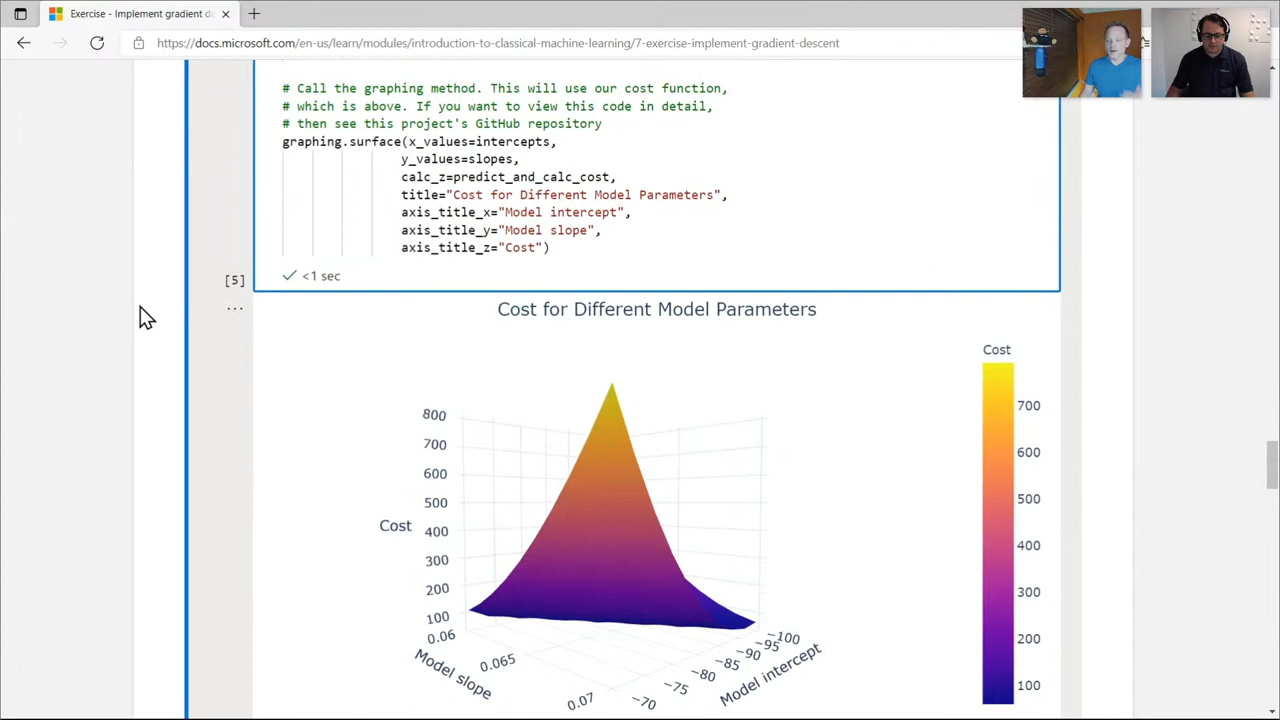 Exercise - Implement gradient de
https://docs.microsoft.com/en-us/learn/modules/introduction-to-classical-machine-learning/7-exercise-implement-gradient-descent
# Call the graphing method. This will use our cost function,
# which is above. If you want to view this code in detail,
# then see this project's GitHub repository
graphing.surface(x_values=intercepts,
y_values=slopes,
calc_z=predict_and_calc_cost,
title="Cost for Different Model Parameters",
axis_title_x="Model intercept",
axis_title_y="Model slope",
axis_title_z="Cost")
<1 sec
[5]
Cost for Different Model Parameters
Cost
800
700
600
500
400
300
200
100
Cost
0.06
0.065
0.07
Model slope
−100
−95
−90
−85
−80
−75
−70
Model intercept
700
600
500
400
300
200
100